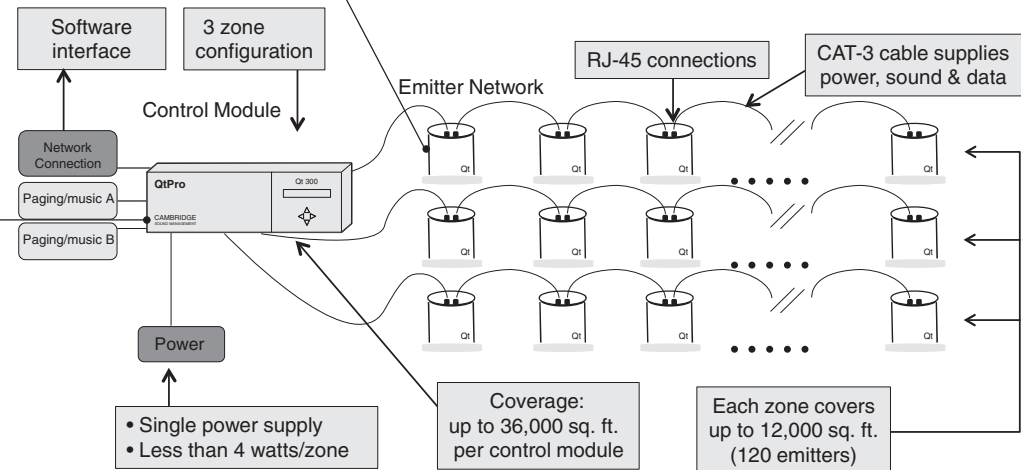 Software
interface
3 zone
configuration
RJ-45 connections
CAT-3 cable supplies
power, sound & data
Control Module
Emitter Network
Network
Connection
Paging/music A
Paging/music B
QtPro
Qt 300
CAMBRIDGE
SOUND MANAGEMENT
Qt
Qt
Qt
Qt
Qt
Qt
Qt
Qt
Qt
Qt
Qt
Qt
Power
• Single power supply
• Less than 4 watts/zone
Coverage:
up to 36,000 sq. ft.
per control module
Each zone covers
up to 12,000 sq. ft.
(120 emitters)